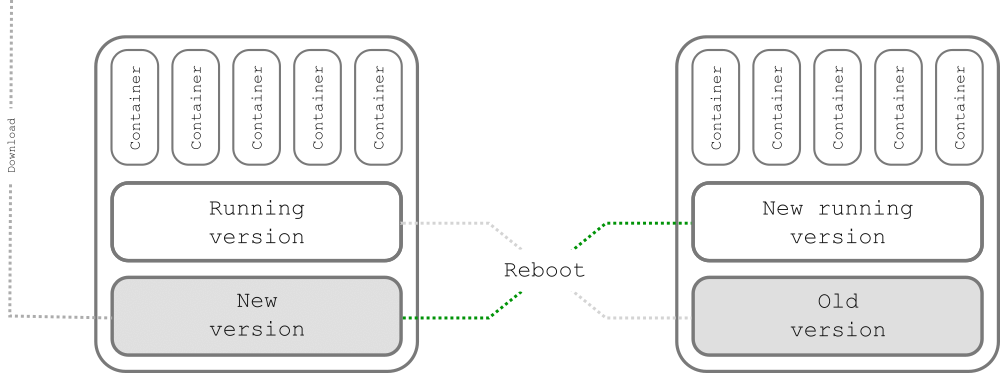 Download
Container
Container
Container
Container
Container
Running
version
New
version
Reboot
Container
Container
Container
Container
Container
New running
version
Old
version